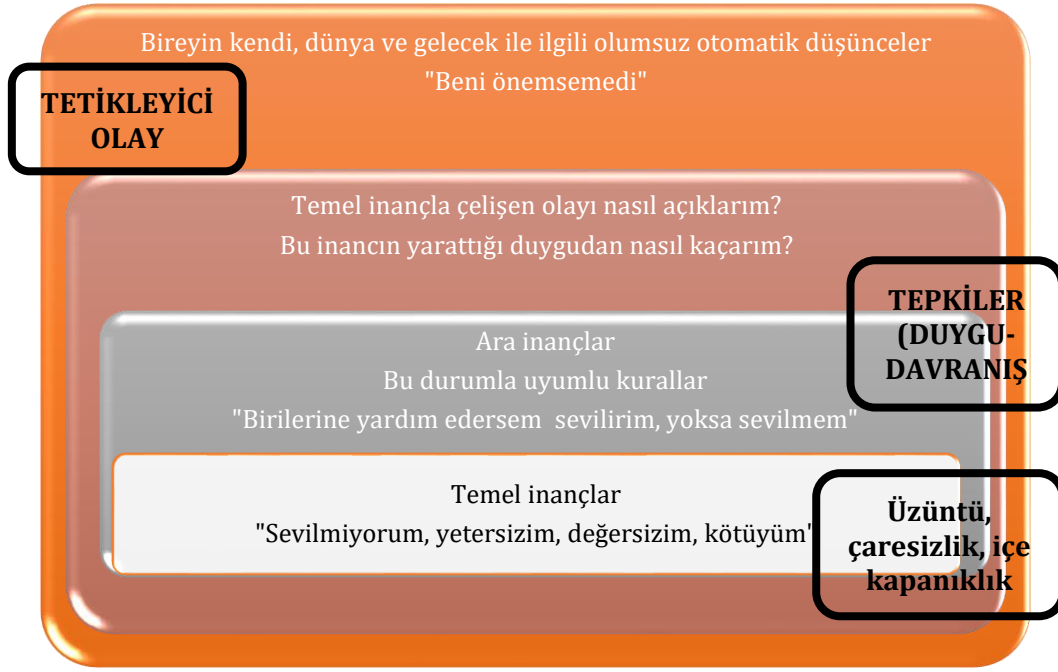 Bireyin kendi, dünya ve gelecek ile ilgili olumsuz otomatik düşünceler
"Beni önemsemedi"
TETİKLEYİCİ
OLAY
Temel inançla çelişen olayı nasıl açıklarım?
Bu inancın yarattığı duygudan nasıl kaçarım?
TEPKİLER
(DUYGU-
DAVRANIŞ
Ara inançlar
Bu durumla uyumlu kurallar
"Birilerine yardım edersem  sevilirim, yoksa sevilmem"
Temel inançlar
"Sevilmiyorum, yetersizim, değersizim, kötüyüm"
Üzüntü,
çaresizlik, içe
kapanıklık